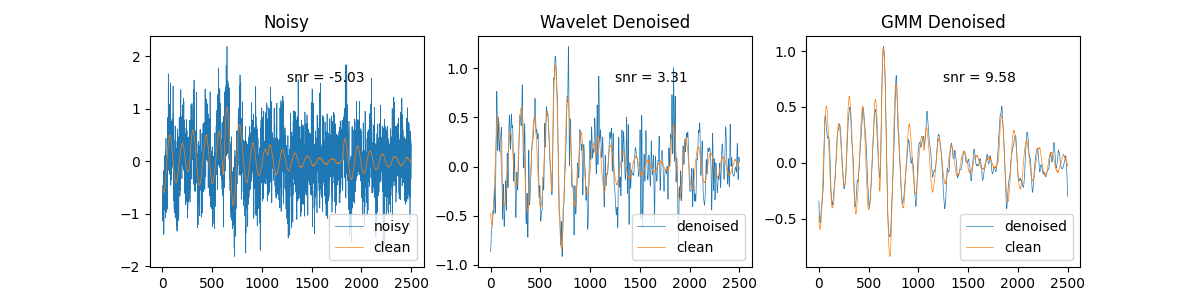 Noisy
2
1
0
−1
−2
0
500
1000
1500
2000
2500
snr = -5.03
noisy
clean
Wavelet Denoised
1.0
0.5
0.0
−0.5
−1.0
0
500
1000
1500
2000
2500
snr = 3.31
denoised
clean
GMM Denoised
1.0
0.5
0.0
−0.5
0
500
1000
1500
2000
2500
snr = 9.58
denoised
clean